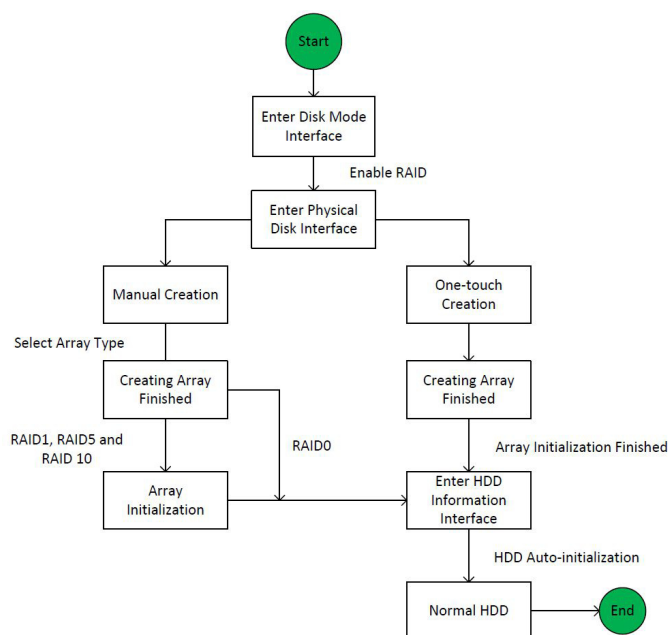 Start
Enter Disk Mode
Interface
Enable RAID
Enter Physical
Disk Interface
Manual Creation
One-touch
Creation
Select Array Type
Creating Array
Finished
Creating Array
Finished
RAID1, RAID5 and
RAID 10
RAID0
Array Initialization Finished
Array
Initialization
Enter HDD
Information
Interface
HDD Auto-initialization
Normal HDD
End